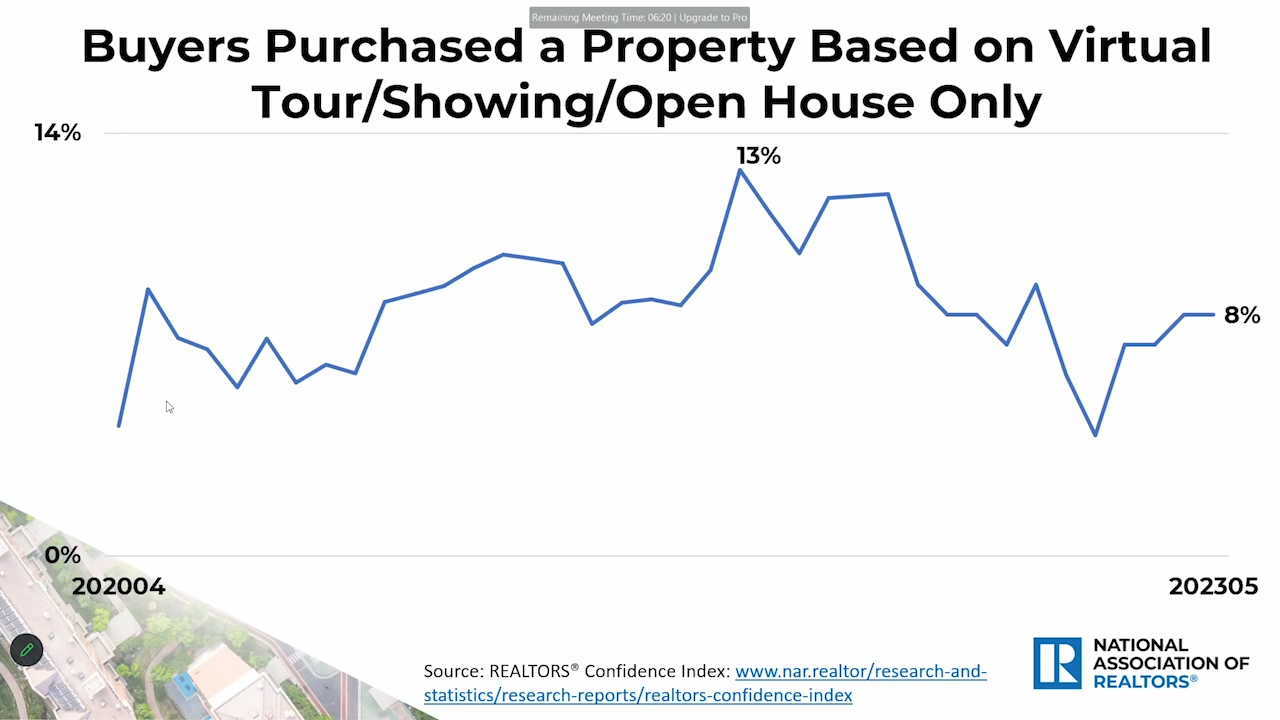 Remaining Meeting Time: 06:20 | Upgrade to Pro
Buyers Purchased a Property Based on Virtual
Tour/Showing/Open House Only
14%
13%
8%
0%
202004
202305
Source: REALTORS® Confidence Index: www.nar.realtor/research-and-
statistics/research-reports/realtors-confidence-index
NATIONAL
ASSOCIATION OF
REALTORS®